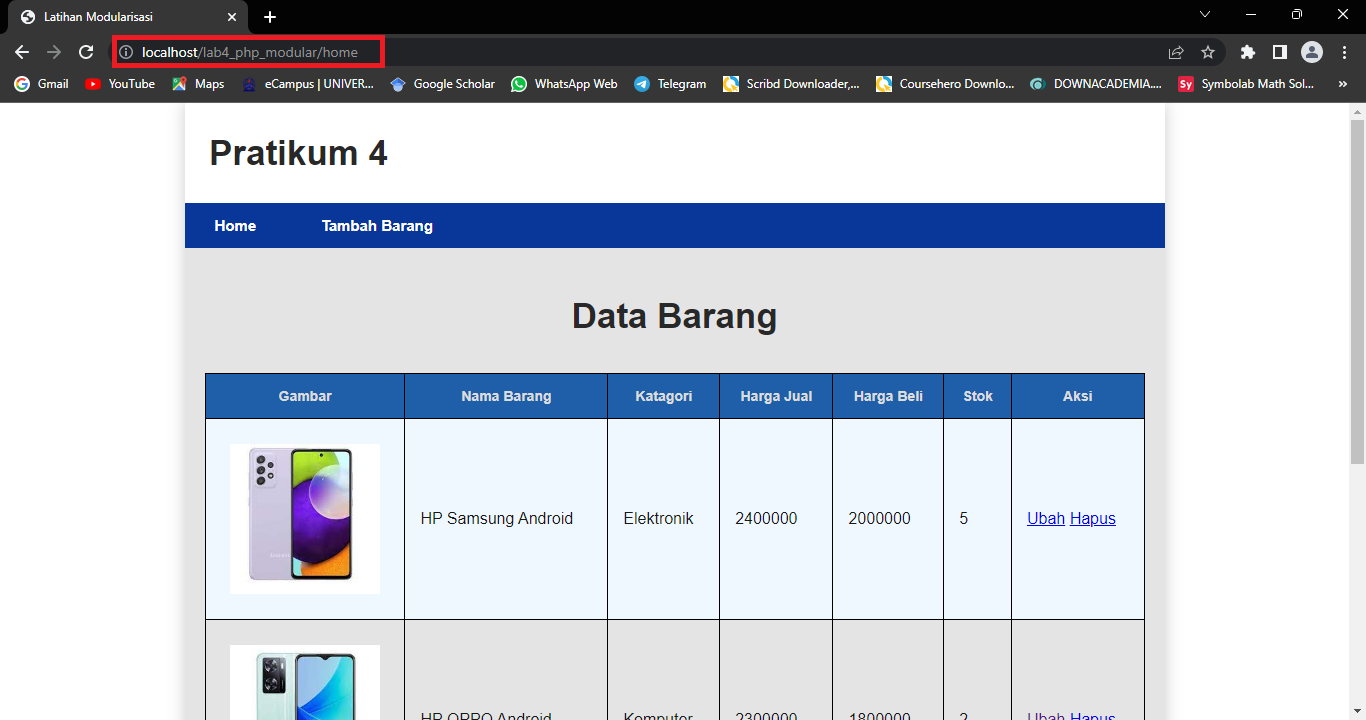 Latihan Modularisasi
localhost/lab4_php_modular/home
Gmail YouTube Maps eCampus | UNIVER... Google Scholar WhatsApp Web Telegram Scribd Downloader,... Coursehero Downlo... DOWNACADEMIA.... Sy Symbolab Math Sol... »
Pratikum 4
Home Tambah Barang
Data Barang
Gambar Nama Barang Katagori Harga Jual Harga Beli Stok Aksi
HP Samsung Android Elektronik 2400000 2000000 5 Ubah Hapus
HP OPPO Android Komputer 2300000 1800000 2 Ubah Hapus